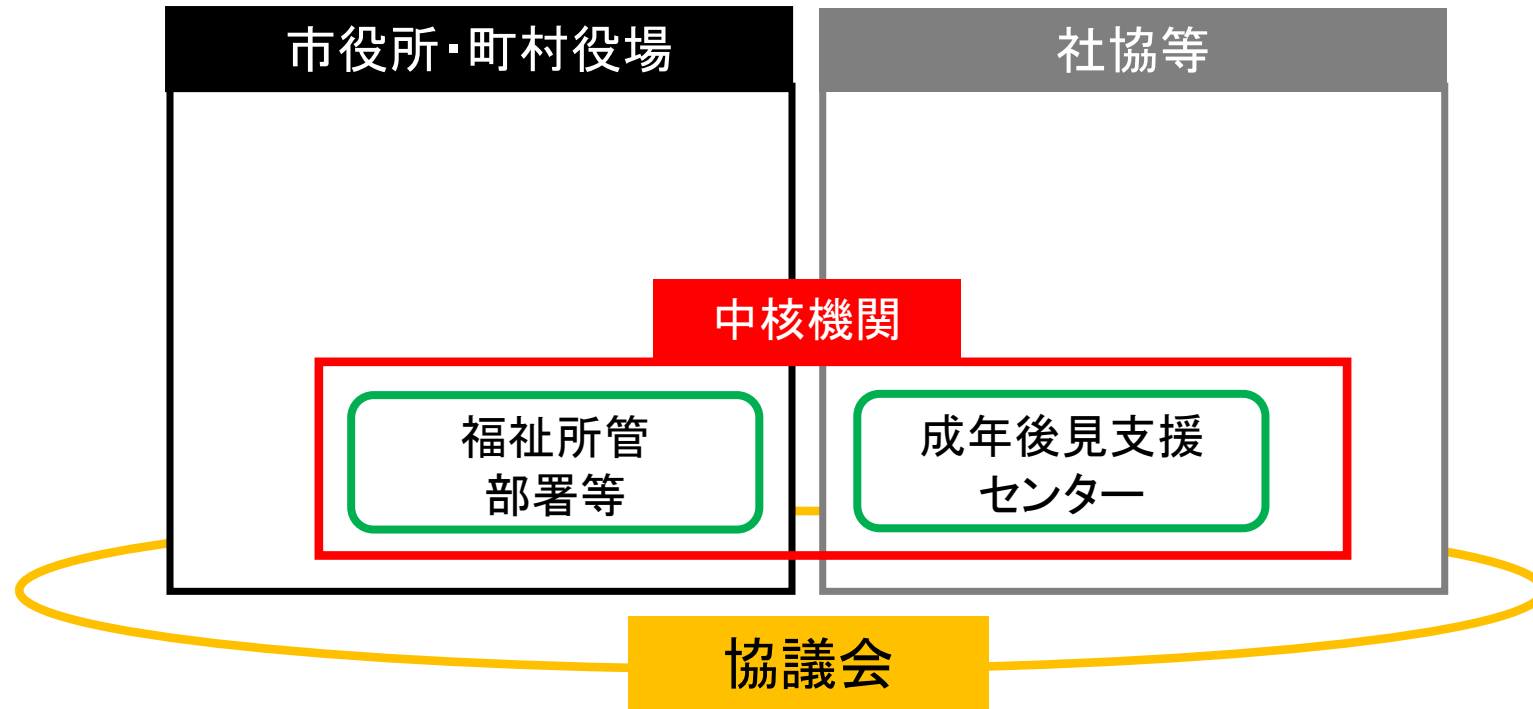 市役所・町村役場
社協等
中核機関
福祉所管
部署等
成年後見支援
センター
協議会